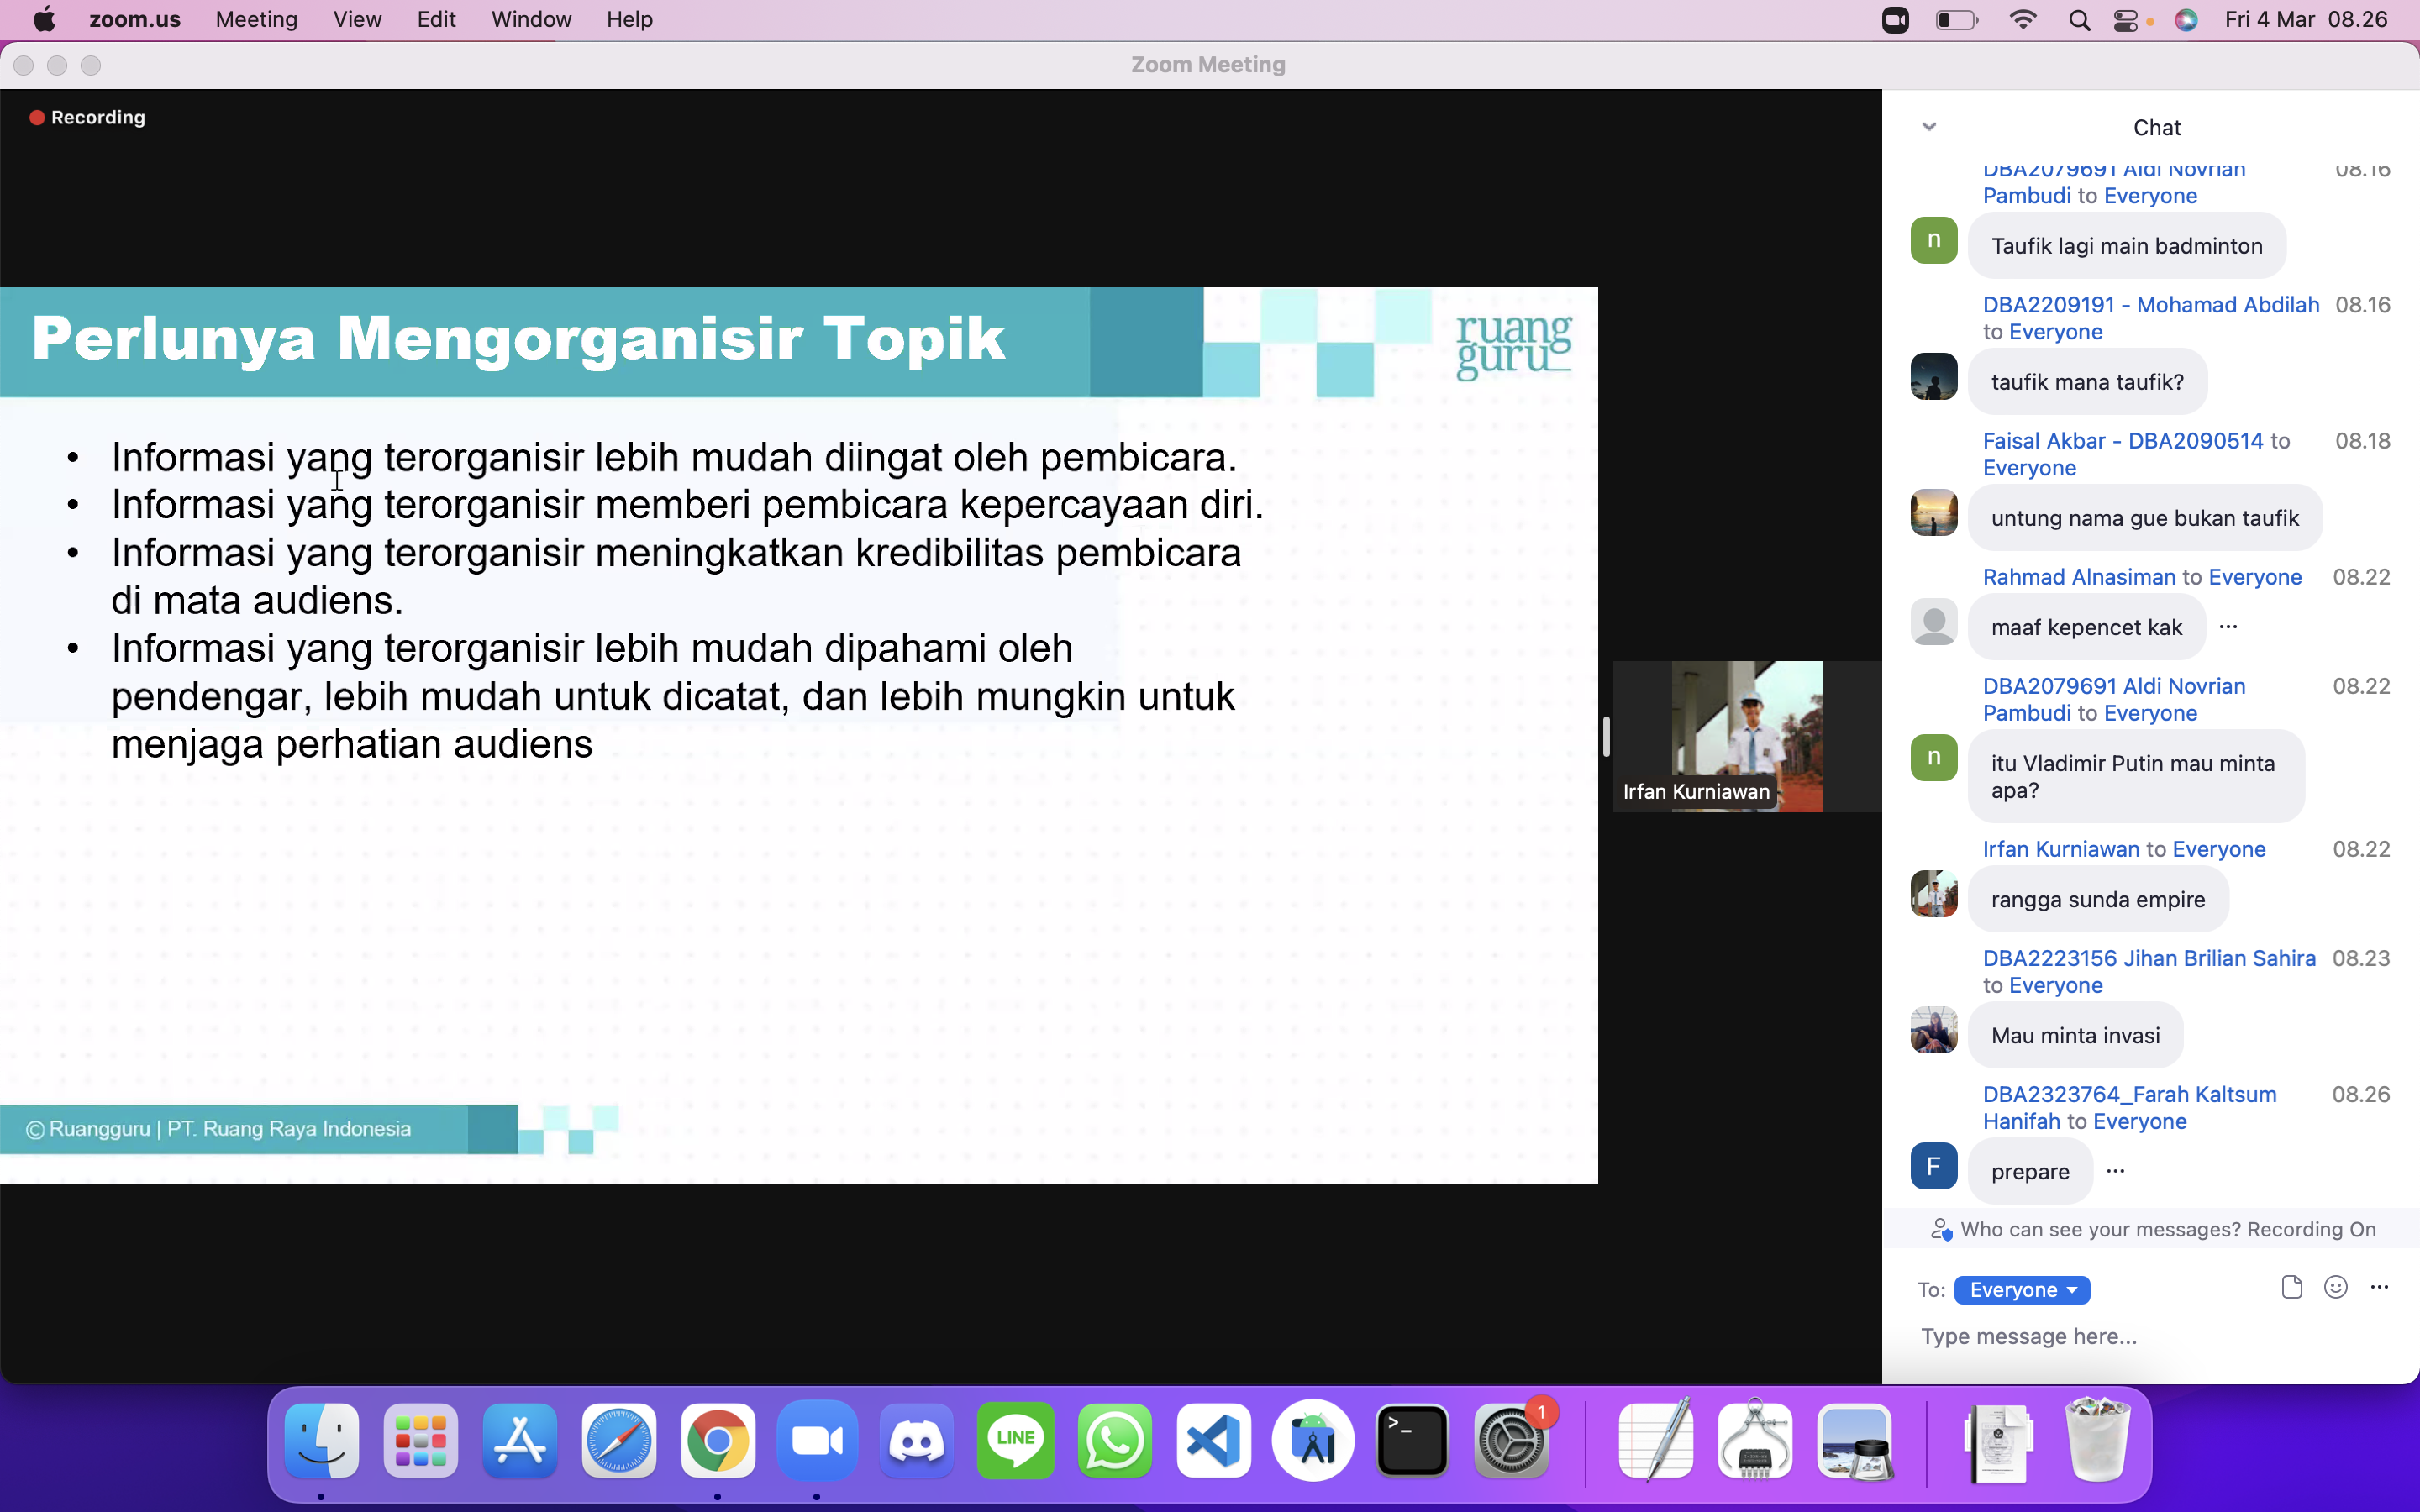 zoom.us Meeting View Edit Window Help Fri 4 Mar 08.26
Zoom Meeting
Recording
Perlunya Mengorganisir Topik
ruang
guru
• Informasi yang terorganisir lebih mudah diingat oleh pembicara.
• Informasi yang terorganisir memberi pembicara kepercayaan diri.
• Informasi yang terorganisir meningkatkan kredibilitas pembicara
di mata audiens.
• Informasi yang terorganisir lebih mudah dipahami oleh
pendengar, lebih mudah untuk dicatat, dan lebih mungkin untuk
menjaga perhatian audiens
© Ruangguru | PT. Ruang Raya Indonesia
Irfan Kurniawan
Chat
DBA2079691 Aldi Novrian 08.16
Pambudi to Everyone
n
Taufik lagi main badminton
DBA2209191 - Mohamad Abdilah 08.16
to Everyone
taufik mana taufik?
Faisal Akbar - DBA2090514 to 08.18
Everyone
untung nama gue bukan taufik
Rahmad Alnasiman to Everyone 08.22
maaf kepencet kak ...
DBA2079691 Aldi Novrian 08.22
Pambudi to Everyone
n
itu Vladimir Putin mau minta
apa?
Irfan Kurniawan to Everyone 08.22
rangga sunda empire
DBA2223156 Jihan Brilian Sahira 08.23
to Everyone
Mau minta invasi
DBA2323764_Farah Kaltsum 08.26
Hanifah to Everyone
F
prepare ...
Who can see your messages? Recording On
To: Everyone
Type message here...
LINE
>_
1